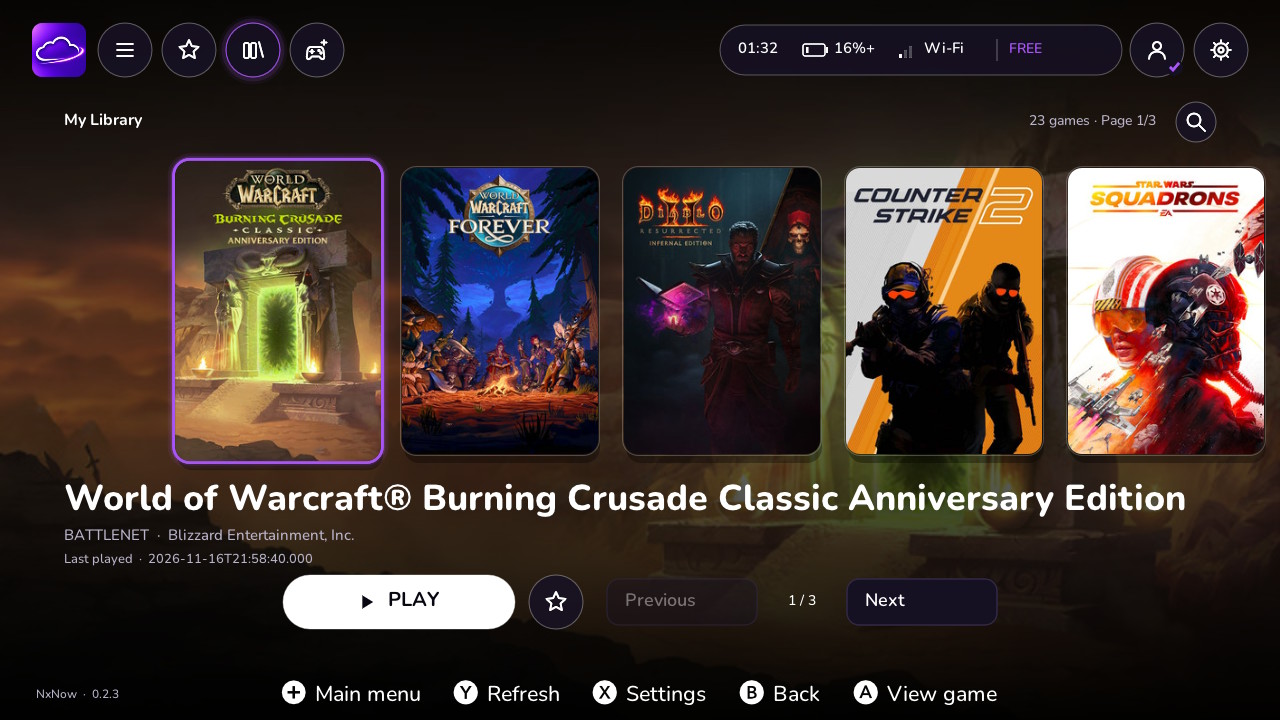 01:32
16%+
Wi-Fi
FREE
My Library
23 games · Page 1/3
WORLD
WARCRAFT
BURNING CRUSADE
CLASSIC
ANNIVERSARY EDITION
WORLD
WARCRAFT
FOREVER
DIABLO
RESURRECTED
INFERNAL EDITION
COUNTER
STRIKE 2
STAR WARS
SQUADRONS
EA
World of Warcraft® Burning Crusade Classic Anniversary Edition
BATTLENET · Blizzard Entertainment, Inc.
Last played · 2026-11-16T21:58:40.000
PLAY
Previous
1 / 3
Next
NxNow · 0.2.3
+ Main menu
Y Refresh
X Settings
B Back
A View game